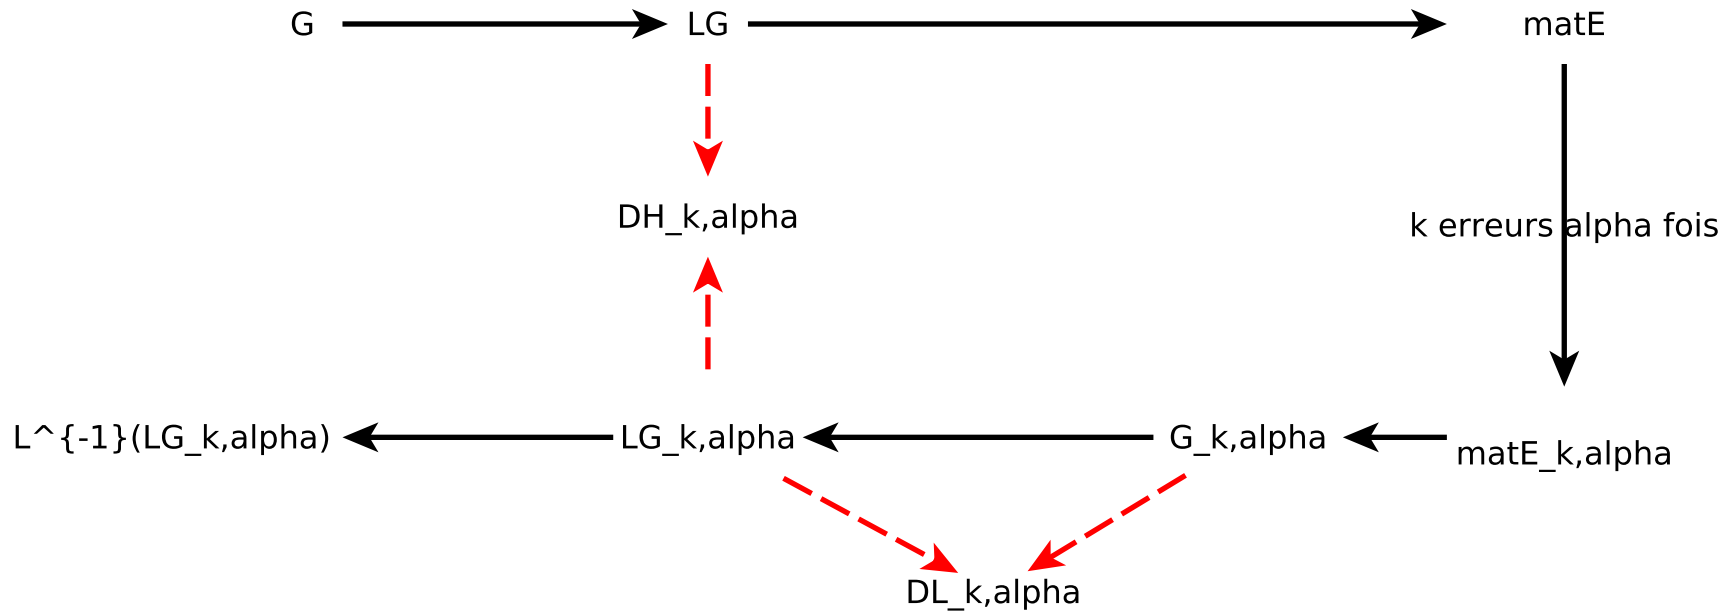 G
LG
matE
DH_k,alpha
k erreurs alpha fois
L^{-1}(LG_k,alpha)
LG_k,alpha
G_k,alpha
matE_k,alpha
DL_k,alpha